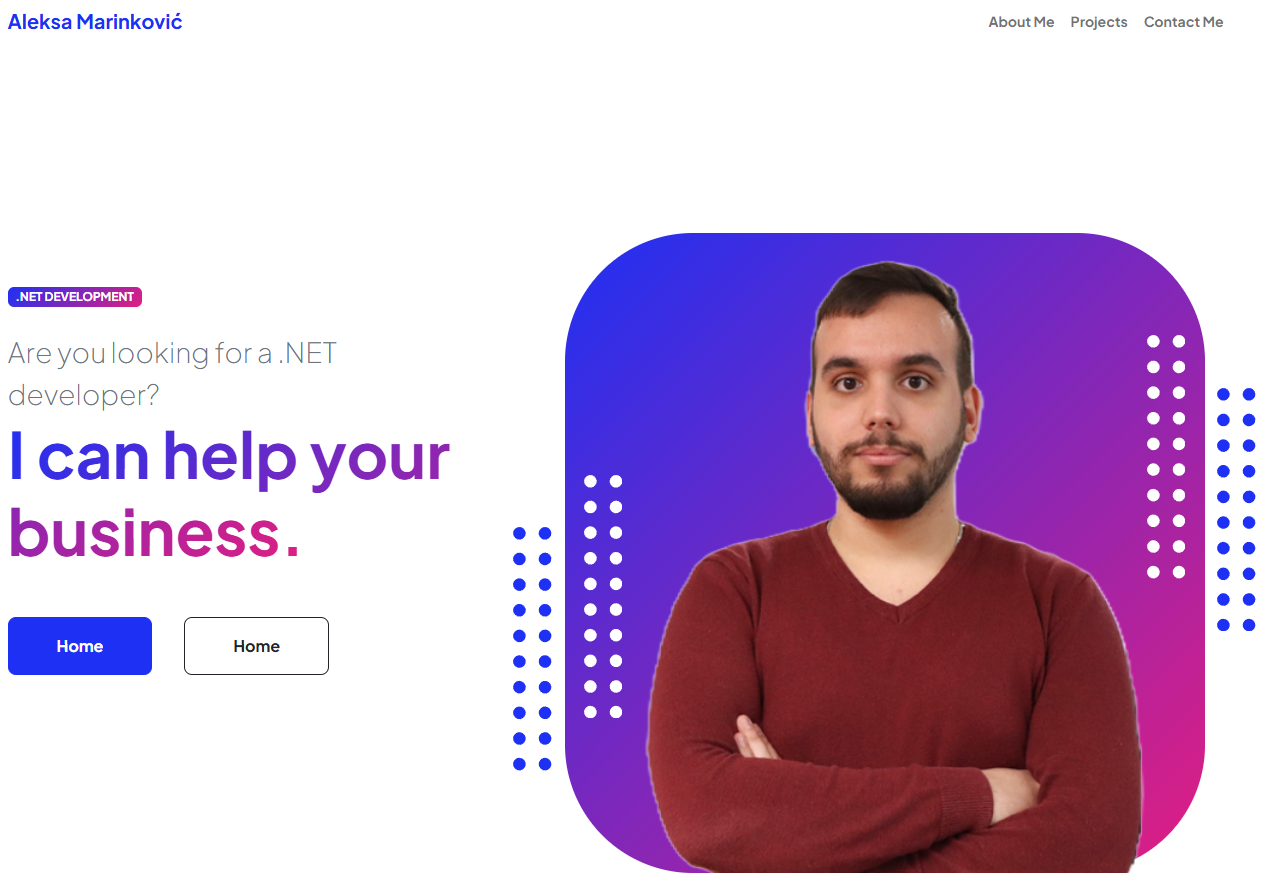 Aleksa Marinković
About Me Projects Contact Me
.NET DEVELOPMENT
Are you looking for a .NET
developer?
I can help your
business.
Home Home